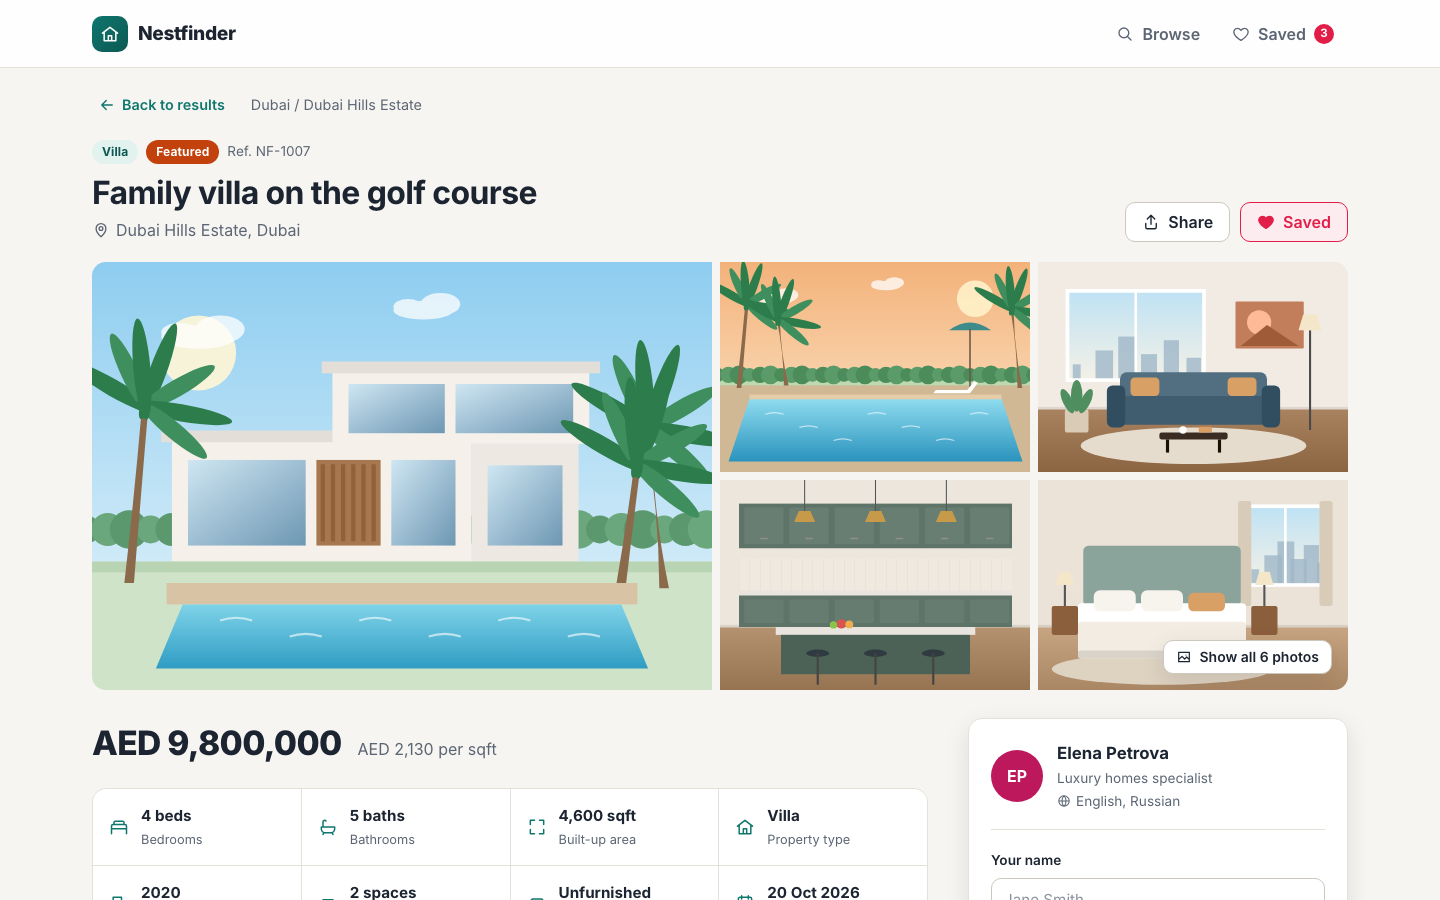 Nestfinder
Browse
Saved 3
Back to results
Dubai / Dubai Hills Estate
Villa
Featured
Ref. NF-1007
Family villa on the golf course
Dubai Hills Estate, Dubai
Share
Saved
Show all 6 photos
AED 9,800,000
AED 2,130 per sqft
4 beds
Bedrooms
5 baths
Bathrooms
4,600 sqft
Built-up area
Villa
Property type
2020
2 spaces
Unfurnished
20 Oct 2026
EP
Elena Petrova
Luxury homes specialist
English, Russian
Your name
Jane Smith